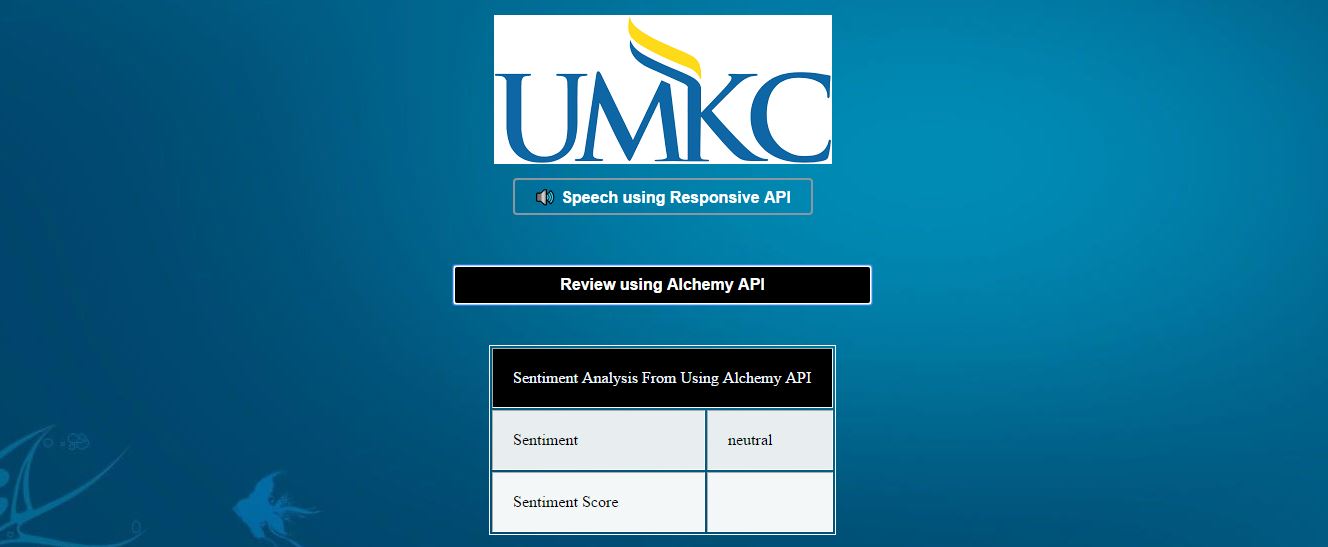 UMKC
Speech using Responsive API
Review using Alchemy API
Sentiment Analysis From Using Alchemy API
Sentiment neutral
Sentiment Score